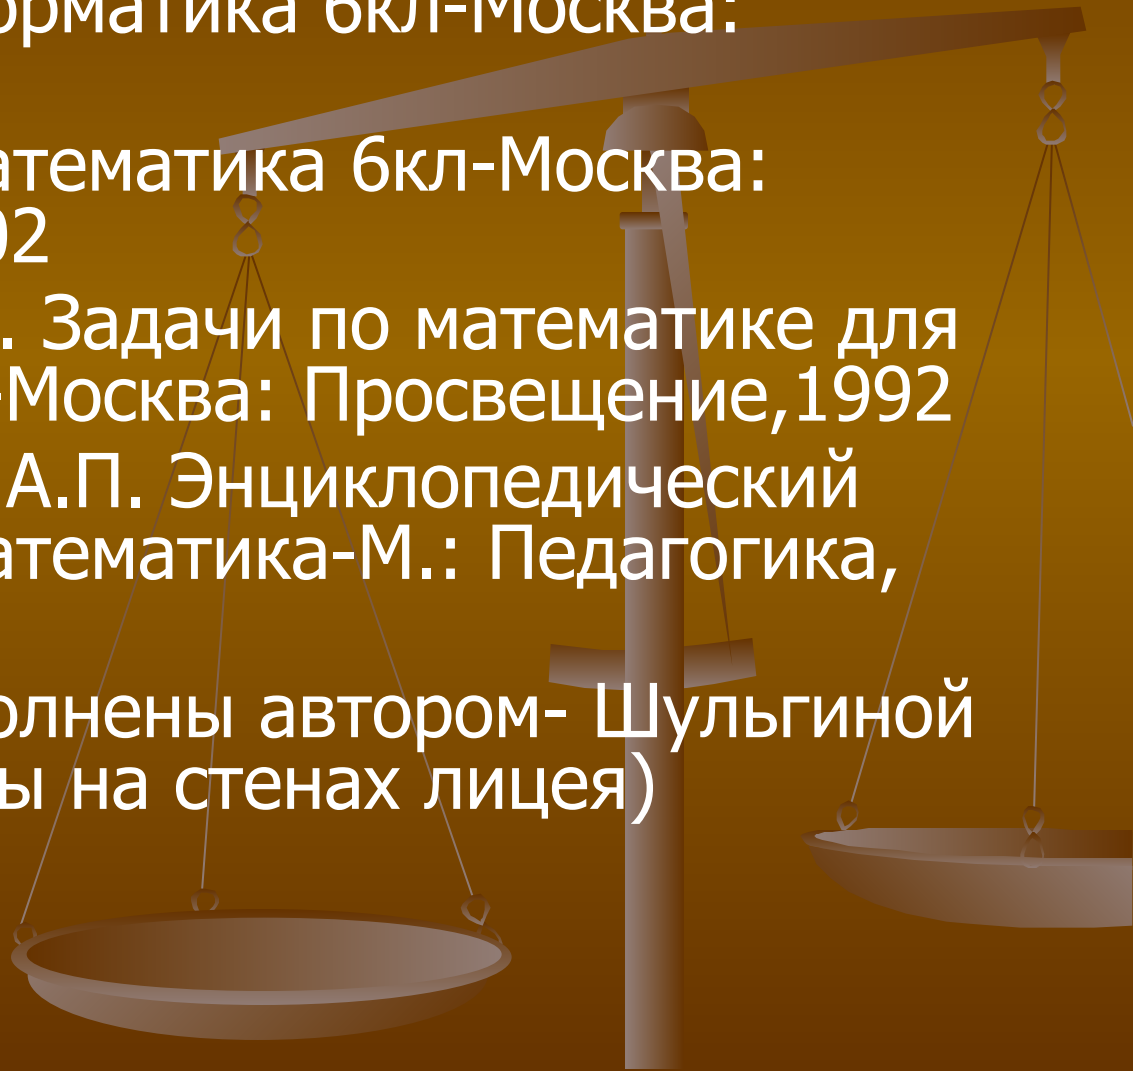 орматика 6кл-Москва:
атематика 6кл-Москва:
02
. Задачи по математике для
-Москва: Просвещение,1992
А.П. Энциклопедический
атематика-М.: Педагогика,
олнены автором- Шульгиной
ы на стенах лицея)